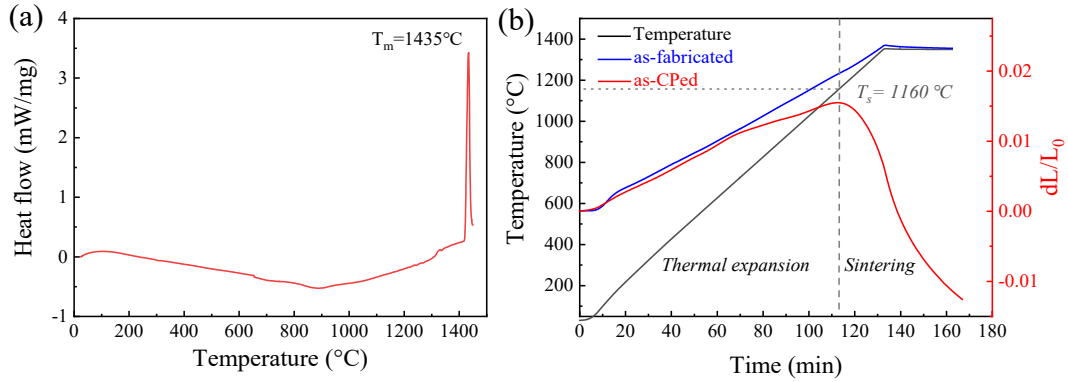 (a)
T_m=1435°C
Heat flow (mW/mg)
4
3
2
1
0
-1
0 200 400 600 800 1000 1200 1400
Temperature (°C)
(b)
Temperature
as-fabricated
as-CPed
T_s= 1160 °C
Thermal expansion
Sintering
Temperature (°C)
1400
1200
1000
800
600
400
200
0 20 40 60 80 100 120 140 160 180
Time (min)
0.02
0.01
0.00
-0.01
dL/L_0